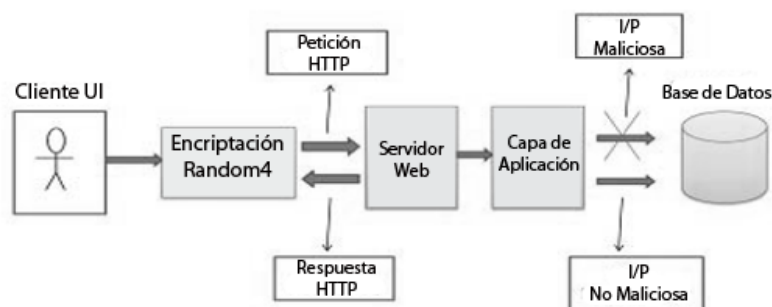 I/P
Maliciosa
Petición
HTTP
Cliente UI
Base de Datos
Encriptación
Random4
Servidor
Web
Capa de
Aplicación
Respuesta
HTTP
I/P
No Maliciosa